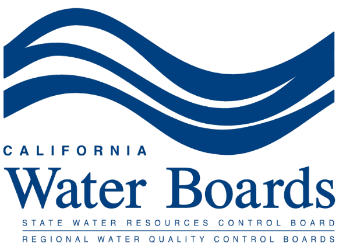 CALIFORNIA
Water Boards
STATE WATER RESOURCES CONTROL BOARD
REGIONAL WATER QUALITY CONTROL BOARDS